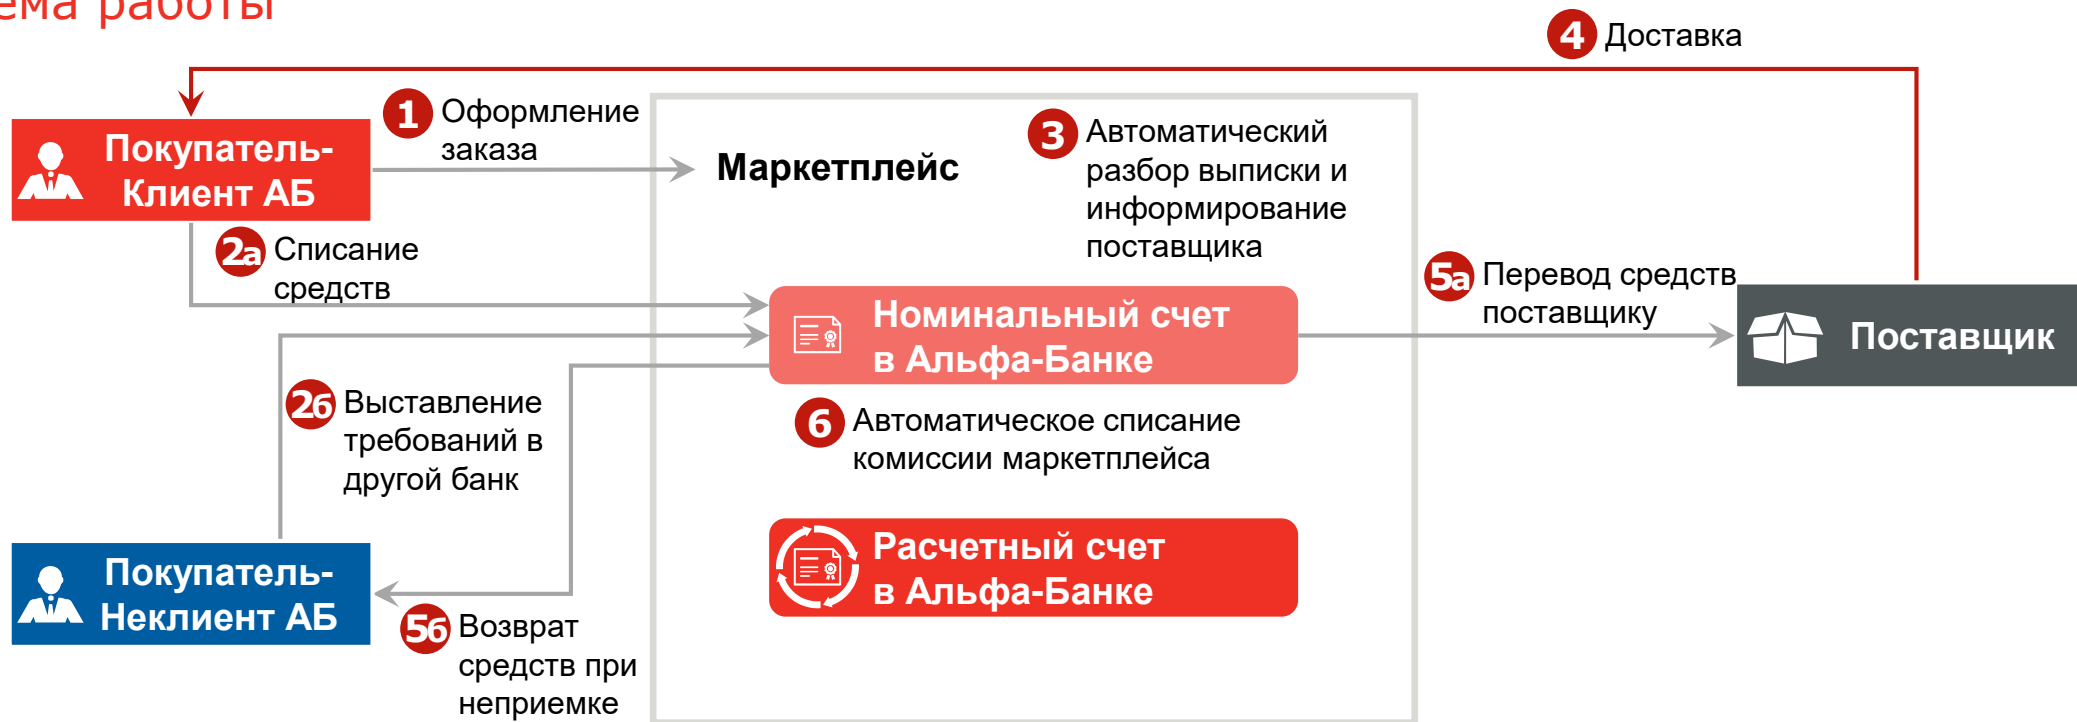 ема работы
4 Доставка
1 Оформление
заказа
Покупатель-
Клиент АБ
Маркетплейс
3 Автоматический
разбор выписки и
информирование
поставщика
2а Списание
средств
5а Перевод средств
поставщику
Номинальный счет
в Альфа-Банке
Поставщик
2б Выставление
требований в
другой банк
6 Автоматическое списание
комиссии маркетплейса
Покупатель-
Неклиент АБ
Расчетный счет
в Альфа-Банке
5б Возврат
средств при
неприемке